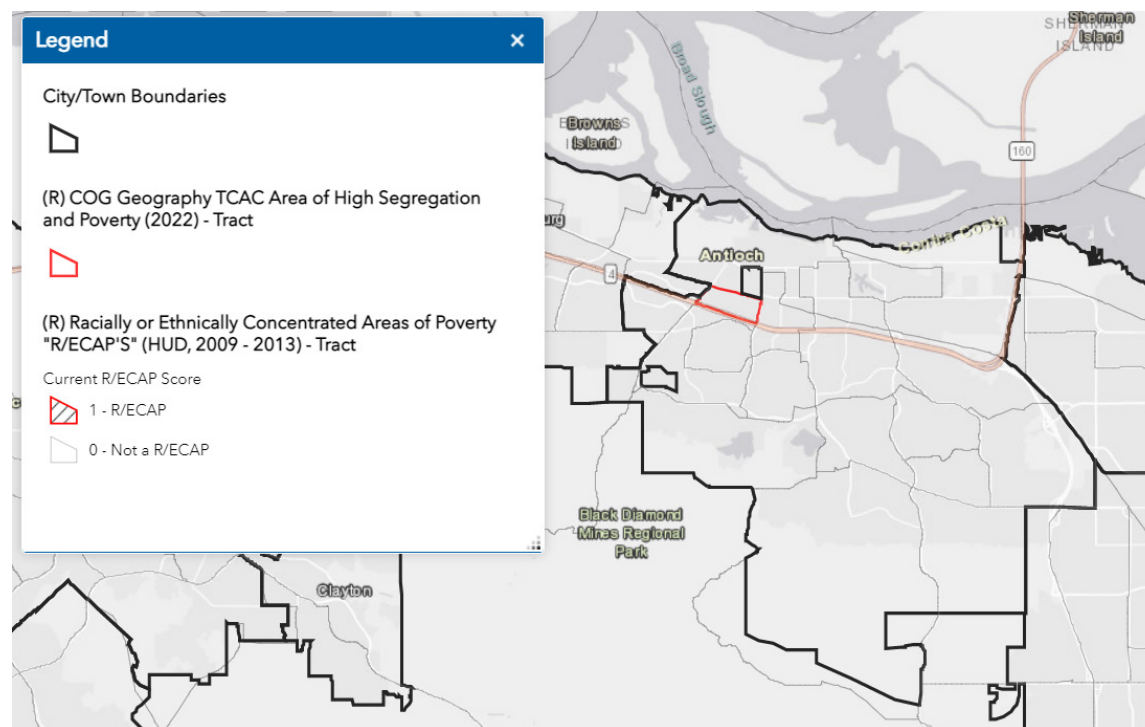 Legend
×
City/Town Boundaries
(R) COG Geography TCAC Area of High Segregation
and Poverty (2022) - Tract
(R) Racially or Ethnically Concentrated Areas of Poverty
"R/ECAP'S" (HUD, 2009 - 2013) - Tract
Current R/ECAP Score
1 - R/ECAP
0 - Not a R/ECAP
Sherman
Island
SHERMAN
ISLAND
Broad Slough
Browns
Island
160
Contra Costa
Antioch
4
Black Diamond
Mines Regional
Park
Clayton